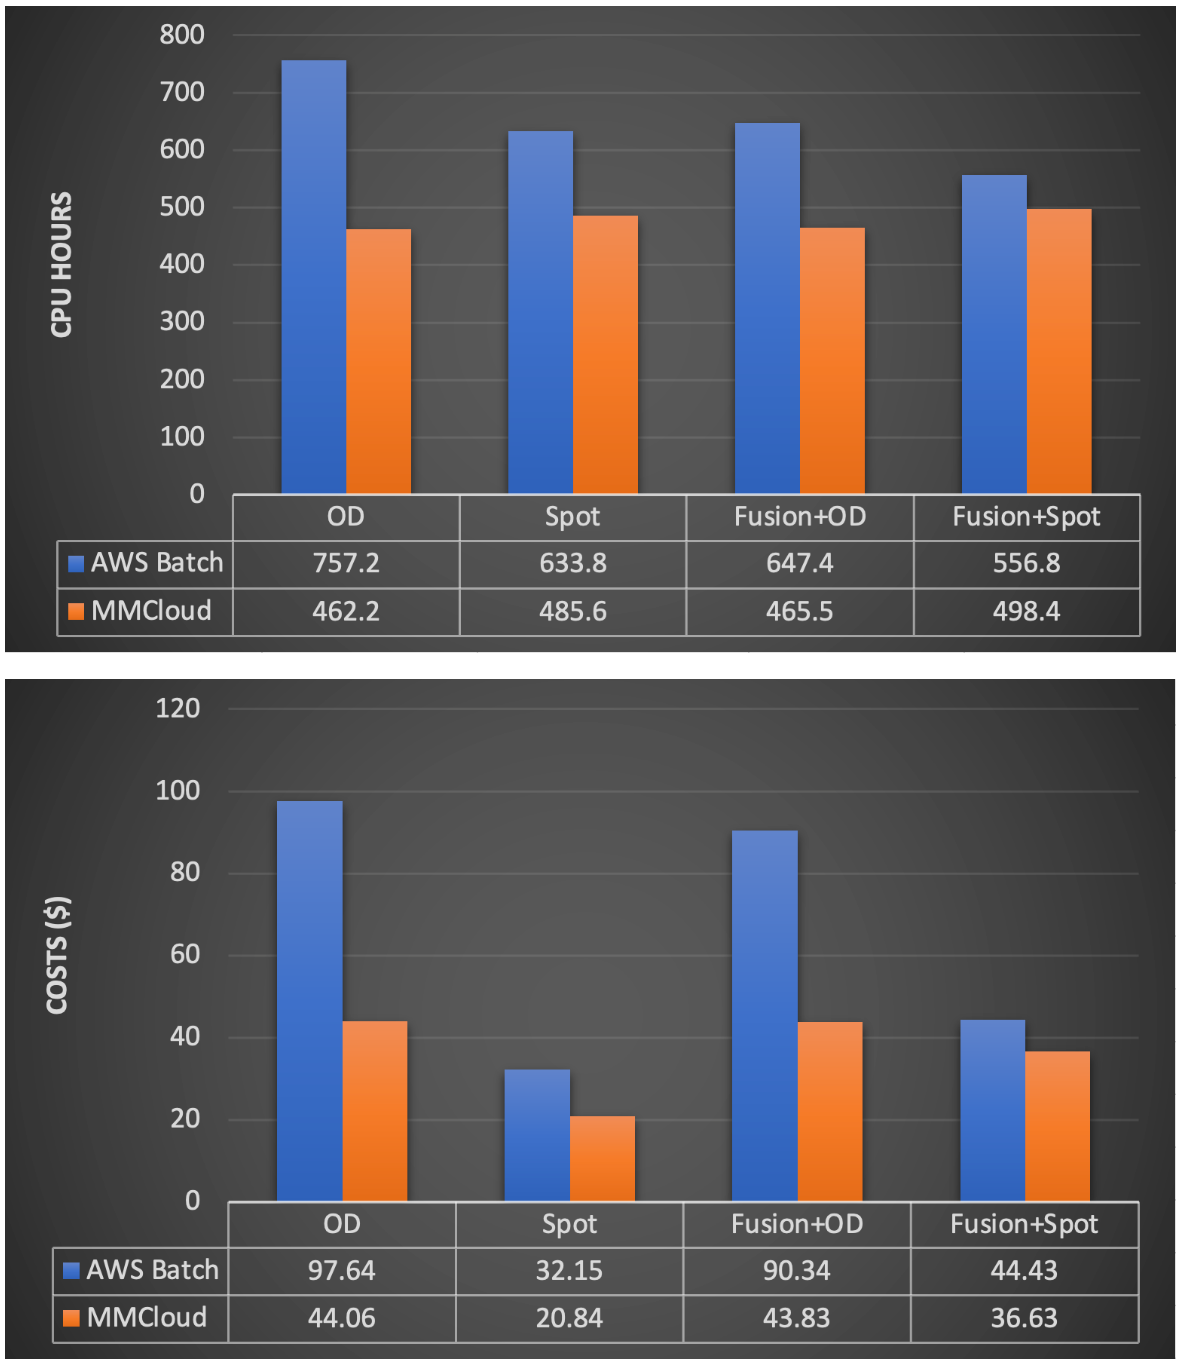 800
700
600
500
400
300
200
100
0
CPU HOURS
OD Spot Fusion+OD Fusion+Spot
AWS Batch 757.2 633.8 647.4 556.8
MMCloud 462.2 485.6 465.5 498.4
120
100
80
60
40
20
0
COSTS ($)
OD Spot Fusion+OD Fusion+Spot
AWS Batch 97.64 32.15 90.34 44.43
MMCloud 44.06 20.84 43.83 36.63